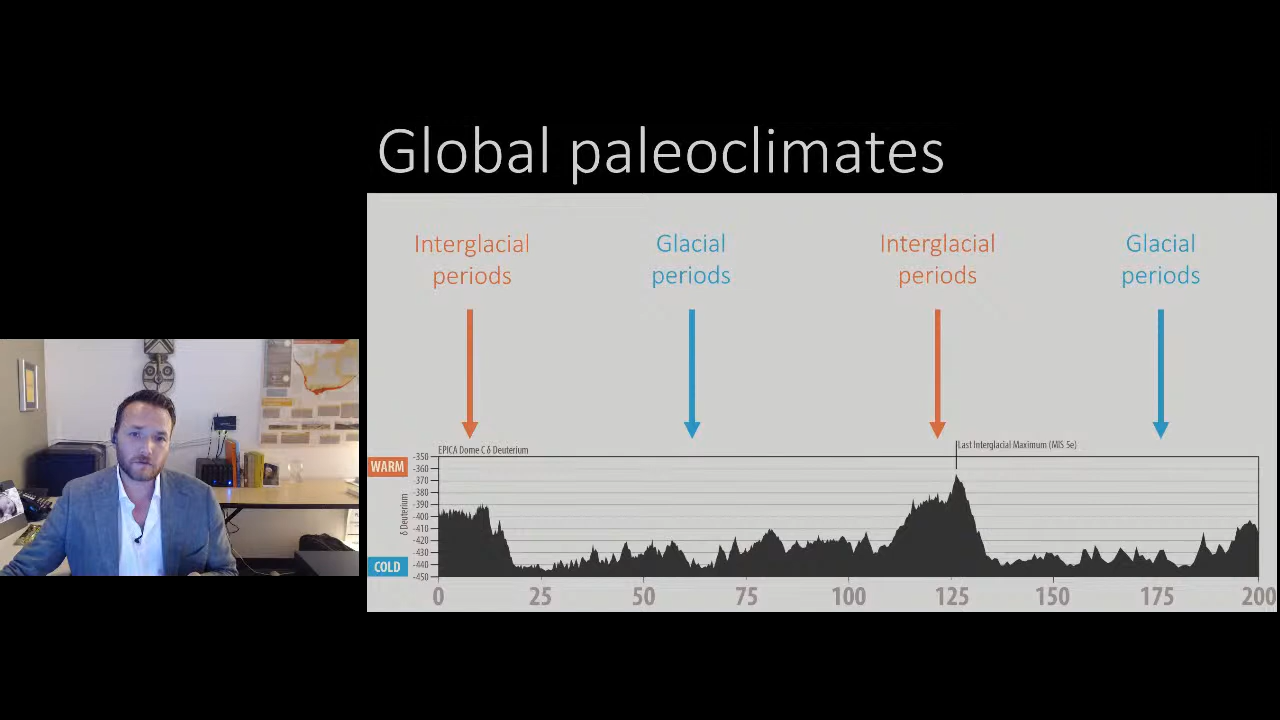 Global paleoclimates
Interglacial
periods
Glacial
periods
Interglacial
periods
Glacial
periods
EPICA Dome C δ Deuterium
Last Interglacial Maximum (MIS 5e)
WARM
COLD
δ Deuterium
-350
-360
-370
-380
-390
-400
-410
-420
-430
-440
-450
0 25 50 75 100 125 150 175 200